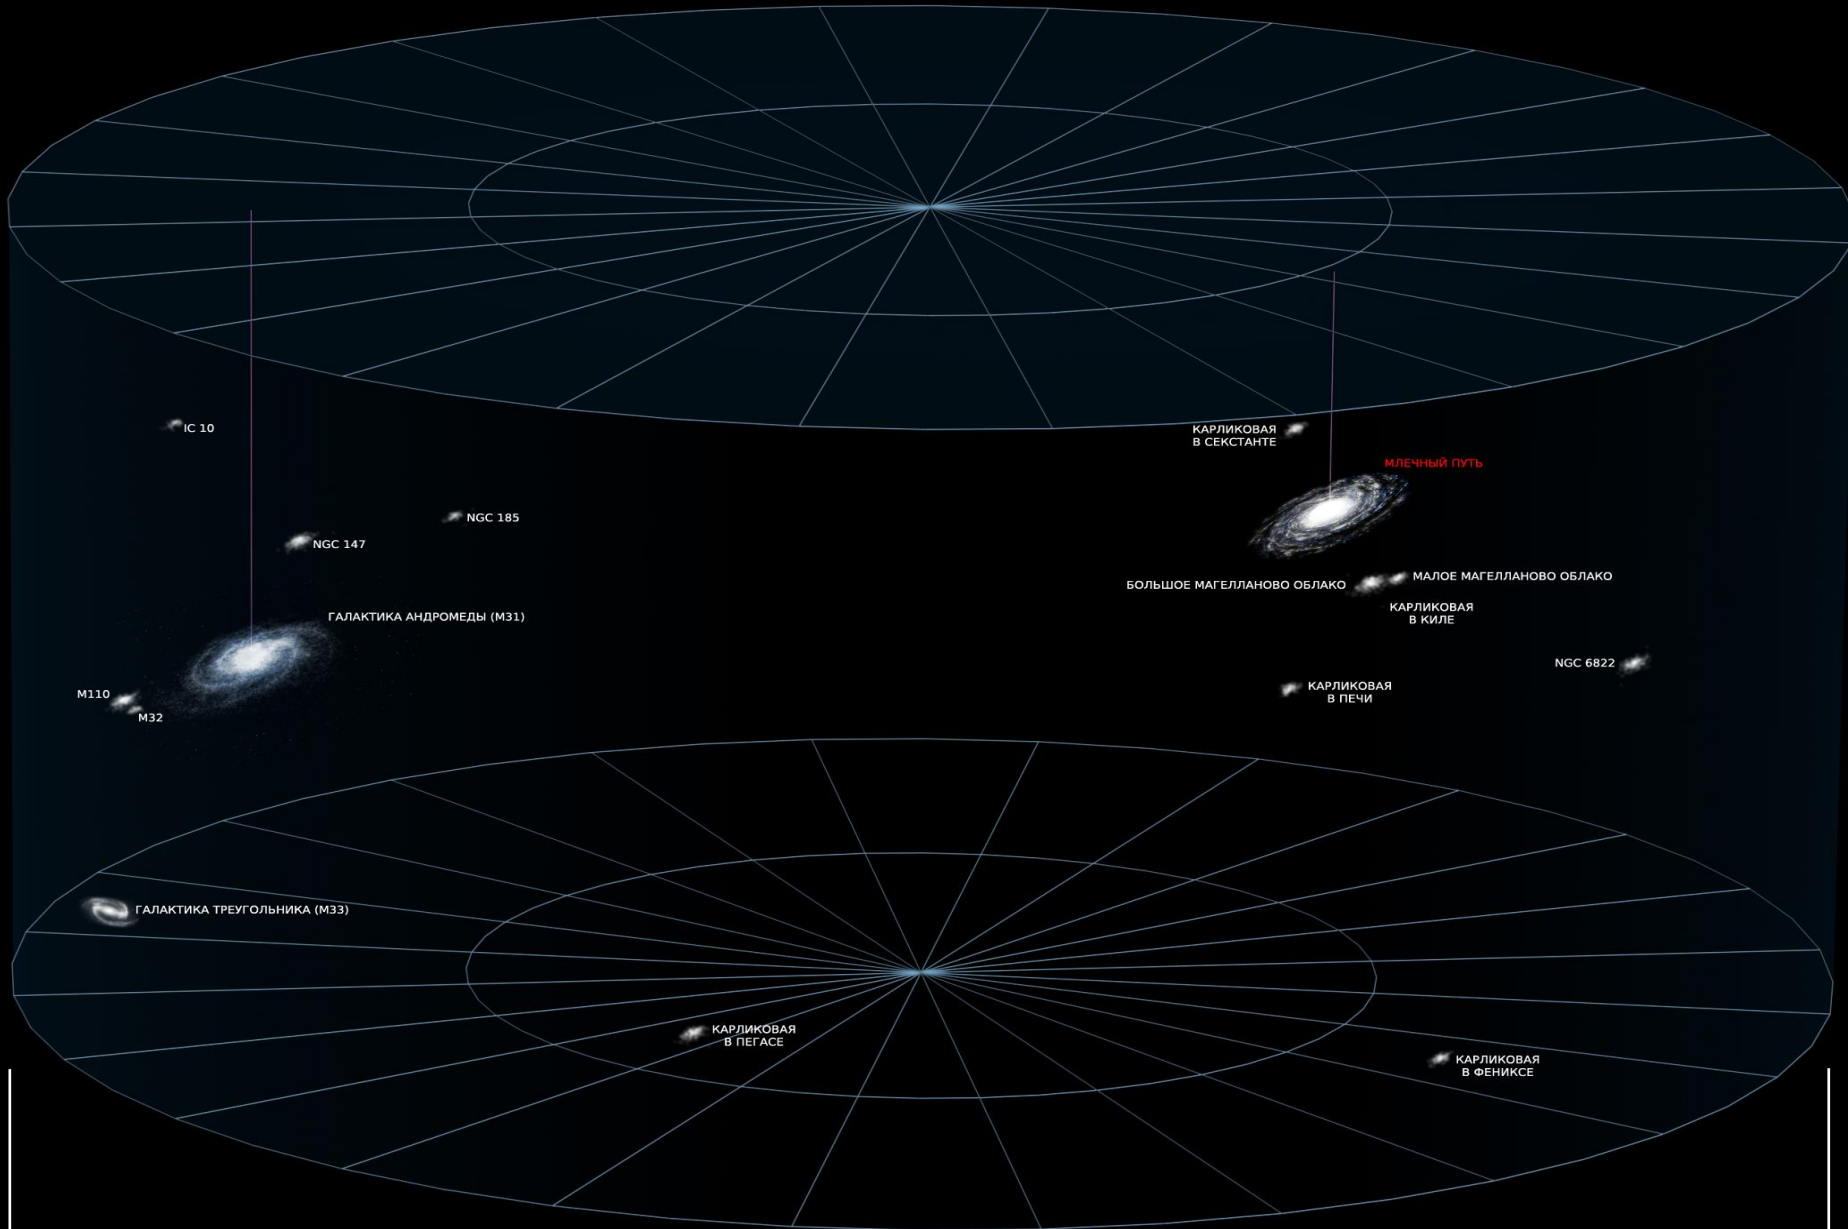 IC 10
КАРЛИКОВАЯ
В СЕКСТАНТЕ
МЛЕЧНЫЙ ПУТЬ
NGC 185
NGC 147
БОЛЬШОЕ МАГЕЛЛАНОВО ОБЛАКО
МАЛОЕ МАГЕЛЛАНОВО ОБЛАКО
КАРЛИКОВАЯ
В КИЛЕ
ГАЛАКТИКА АНДРОМЕДЫ (M31)
NGC 6822
M110
M32
КАРЛИКОВАЯ
В ПЕЧИ
ГАЛАКТИКА ТРЕУГОЛЬНИКА (M33)
КАРЛИКОВАЯ
В ПЕГАСЕ
КАРЛИКОВАЯ
В ФЕНИКСЕ